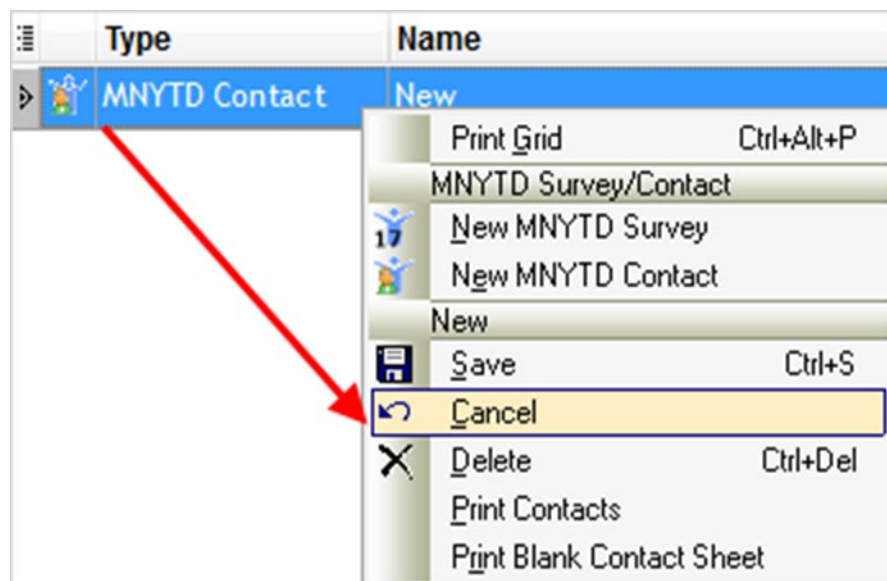 Type Name
MNYTD Contact New
Print Grid Ctrl+Alt+P
MNYTD Survey/Contact
17 New MNYTD Survey
New MNYTD Contact
New
Save Ctrl+S
Cancel
Delete Ctrl+Del
Print Contacts
Print Blank Contact Sheet